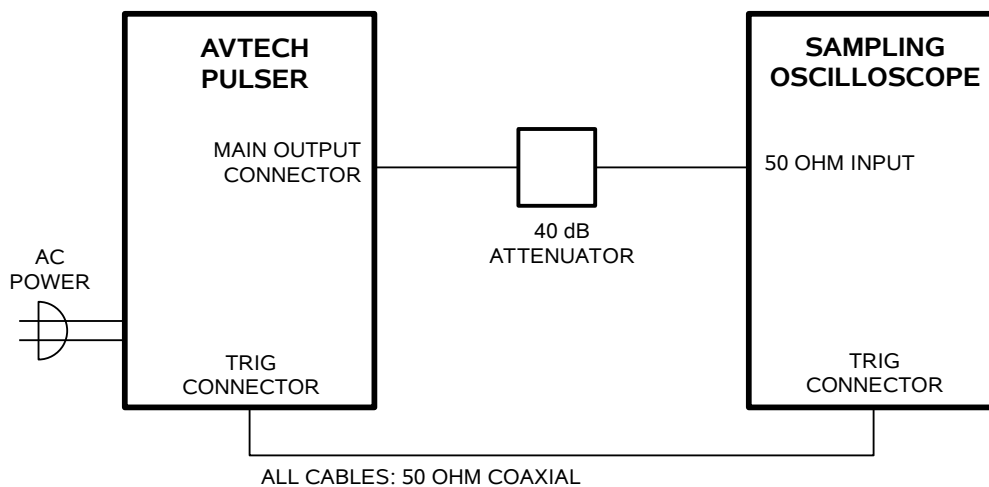 AVTECH
PULSER
SAMPLING
OSCILLOSCOPE
MAIN OUTPUT
CONNECTOR
50 OHM INPUT
40 dB
ATTENUATOR
AC
POWER
TRIG
CONNECTOR
TRIG
CONNECTOR
ALL CABLES: 50 OHM COAXIAL